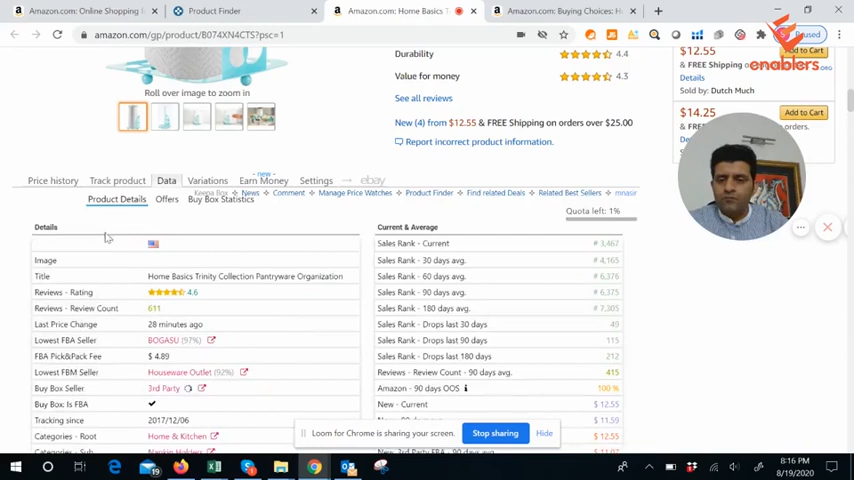 Amazon.com: Online Shopping
Product Finder
Amazon.com: Home Basics T
Amazon.com: Buying Choices: H
amazon.com/gp/product/B074XN4CTS?psc=1
Paused
enablers
.ORG
Roll over image to zoom in
Durability 4.4
Value for money 4.3
See all reviews
New (4) from $12.55 & FREE Shipping on orders over $25.00
Report incorrect product information.
$12.55 Add to Cart
& FREE Shipping
Details
Sold by: Dutch Much
$14.25 Add to Cart
Price history Track product Data Variations Earn Money Settings ebay
- new -
Keepa Box News Comment Manage Price Watches Product Finder Find related Deals Related Best Sellers mnasir
Product Details Offers Buy Box Statistics
Quota left: 1%
Details
Image
Title Home Basics Trinity Collection Pantryware Organization
Reviews - Rating 4.6
Reviews - Review Count 611
Last Price Change 28 minutes ago
Lowest FBA Seller BOGASU (97%)
FBA Pick&Pack Fee $ 4.89
Lowest FBM Seller Houseware Outlet (92%)
Buy Box Seller 3rd Party
Buy Box: Is FBA
Tracking since 2017/12/06
Categories - Root Home & Kitchen
Categories - Sub Napkin Holders
Current & Average
Sales Rank - Current # 3,467
Sales Rank - 30 days avg. # 4,165
Sales Rank - 60 days avg. # 6,376
Sales Rank - 90 days avg. # 6,375
Sales Rank - 180 days avg. # 7,305
Sales Rank - Drops last 30 days 49
Sales Rank - Drops last 90 days 115
Sales Rank - Drops last 180 days 212
Reviews - Review Count - 90 days avg. 415
Amazon - 90 days OOS 100 %
New - Current $ 12.55
$ 11.59
$ 12.55
Loom for Chrome is sharing your screen. Stop sharing Hide
8:16 PM
8/19/2020